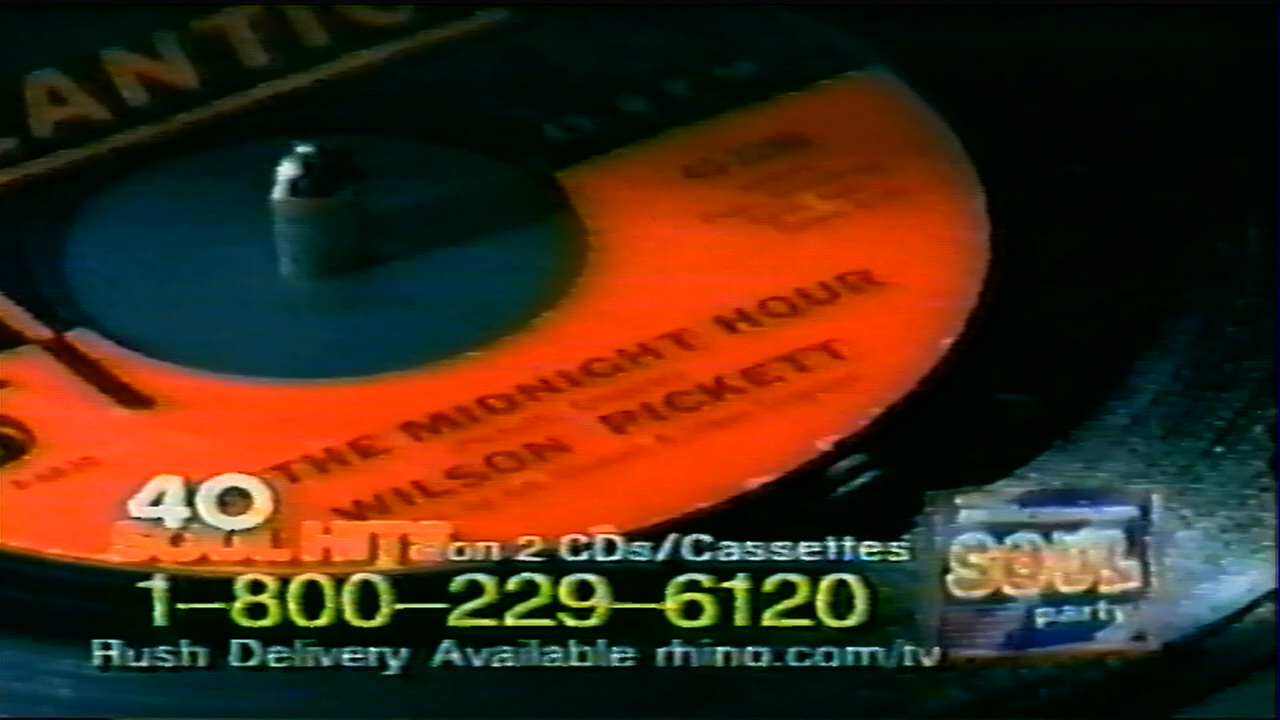 LANTIC
THE MIDNIGHT HOUR
WILSON PICKETT
40
SOUL HITS on 2 CDs/Cassettes
1-800-229-6120
Rush Delivery Available rhino.com/tv
SOUL
party